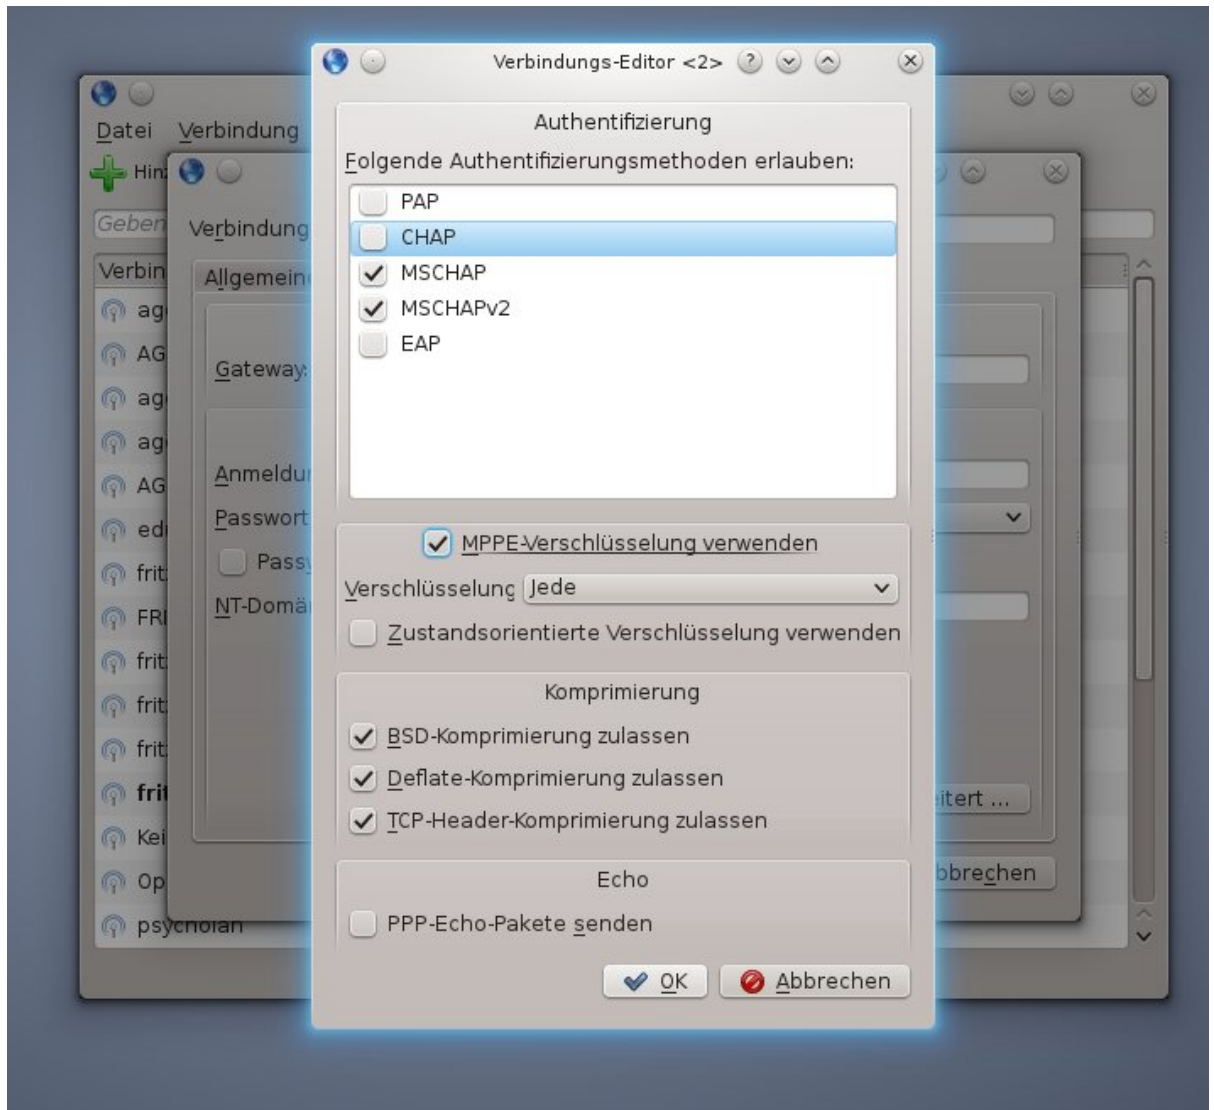 Verbindungs-Editor <2>
Datei Verbindung
Authentifizierung
Folgende Authentifizierungsmethoden erlauben:
PAP
CHAP
MSCHAP
MSCHAPv2
EAP
MPPE-Verschlüsselung verwenden
Verschlüsselung Jede
Zustandsorientierte Verschlüsselung verwenden
Komprimierung
BSD-Komprimierung zulassen
Deflate-Komprimierung zulassen
TCP-Header-Komprimierung zulassen
Echo
PPP-Echo-Pakete senden
OK Abbrechen
Geben
Verbindung
Allgemein
Gateway:
Passwort
psycholan